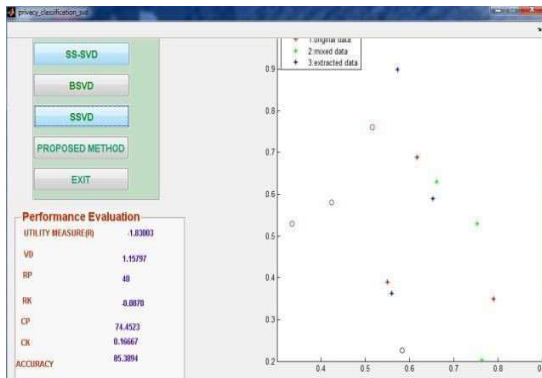 privacy_classification_svd
SS-SVD
BSVD
SSVD
PROPOSED METHOD
EXIT
Performance Evaluation
UTILITY MEASURE(R) -1.83003
VD 1.15797
RP 48
RK
CP 74.4523
CK 0.16667
ACCURACY 85.3894
1.original data
2.mixed data
3.extracted data
0.9
0.8
0.7
0.6
0.5
0.4
0.3
0.2
0.4 0.5 0.6 0.7 0.8